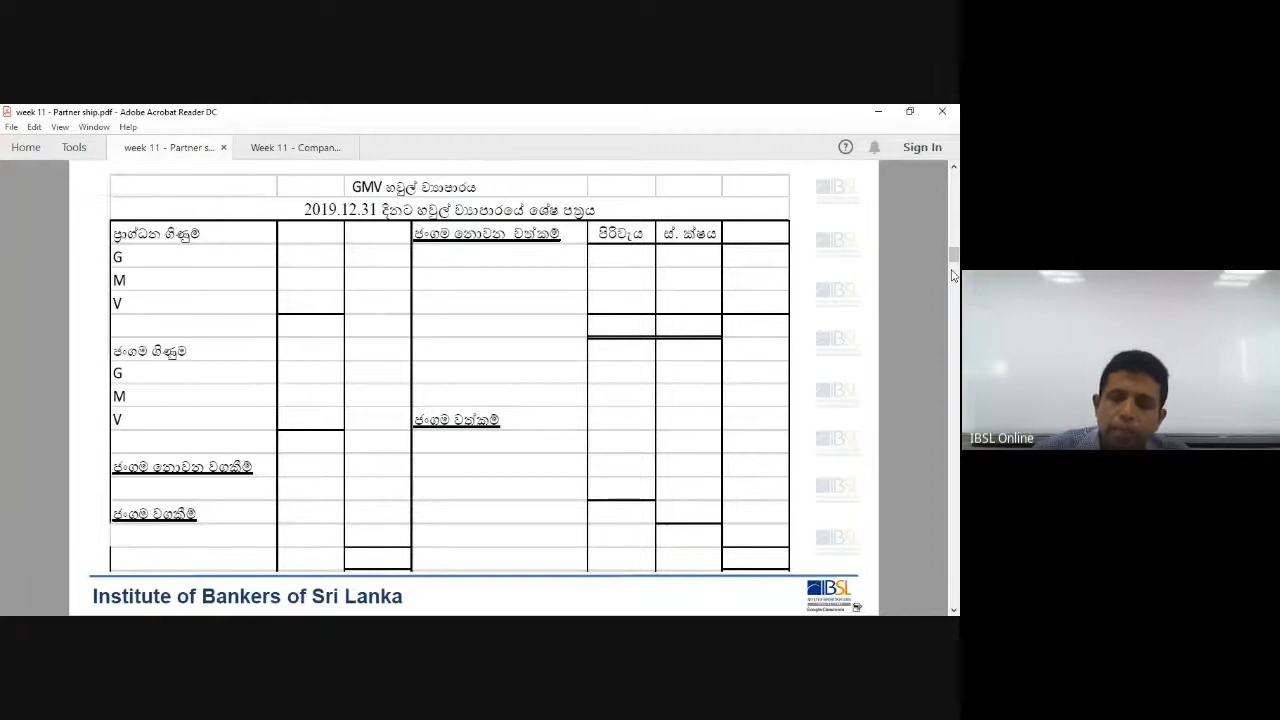 week 11 - Partner ship.pdf - Adobe Acrobat Reader DC
File Edit View Window Help
Home Tools week 11 - Partner s... × Week 11 - Compan... Sign In
GMV හවුල් ව්‍යාපාරය
2019.12.31 දිනට හවුල් ව්‍යාපාරයේ ශේෂ පත්‍රය
ප්‍රාග්ධන ගිණුම් ජංගම නොවන වත්කම් පිරිවැය ස්. ක්ෂය
G
M
V
ජංගම ගිණුම්
G
M
V ජංගම වත්කම්
ජංගම නොවන වගකීම්
ජංගම වගකීම්
Institute of Bankers of Sri Lanka
IBSL
IBSL Online